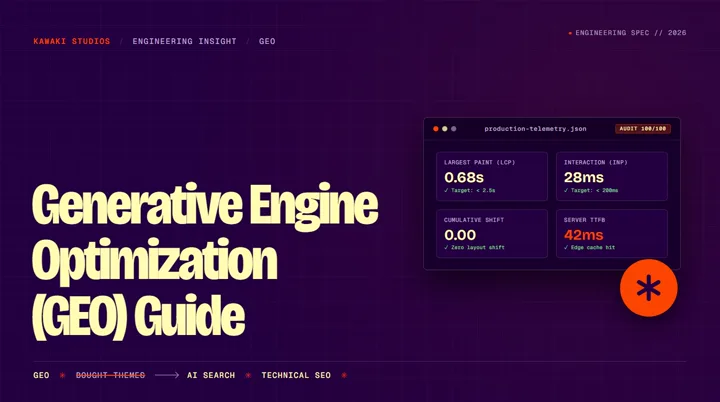 KAWAKI STUDIOS / ENGINEERING INSIGHT / GEO
ENGINEERING SPEC // 2026
production-telemetry.json
AUDIT 100/100
LARGEST PAINT (LCP)
0.68s
✓ Target: < 2.5s
INTERACTION (INP)
28ms
✓ Target: < 200ms
CUMULATIVE SHIFT
0.00
✓ Zero layout shift
SERVER TTFB
42ms
✓ Edge cache hit
Generative Engine
Optimization
(GEO) Guide
GEO * BOUGHT THEMES → AI SEARCH * TECHNICAL SEO *